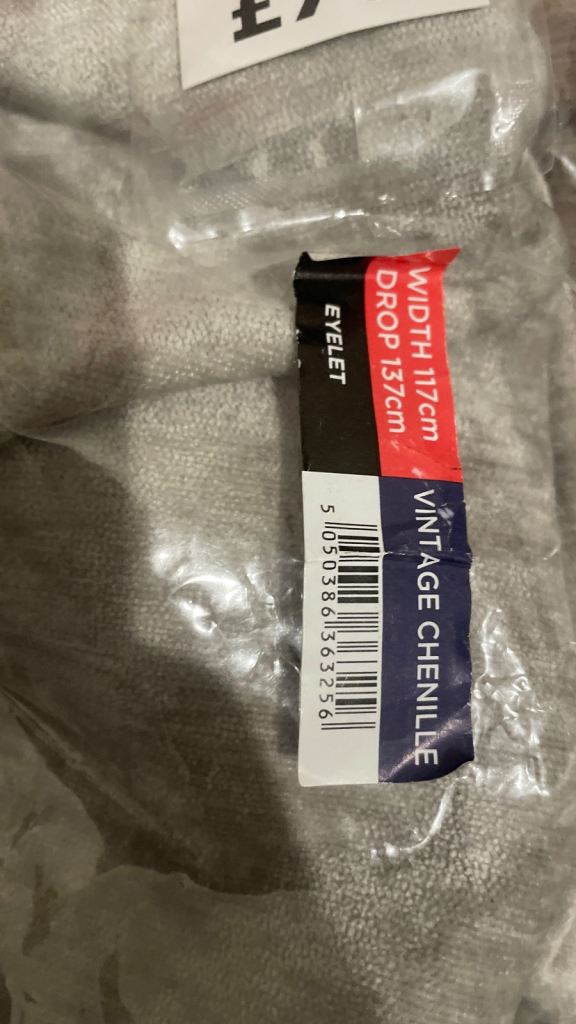 WIDTH 117cm
DROP 137cm
EYELET
VINTAGE CHENILLE
5 050386 363256